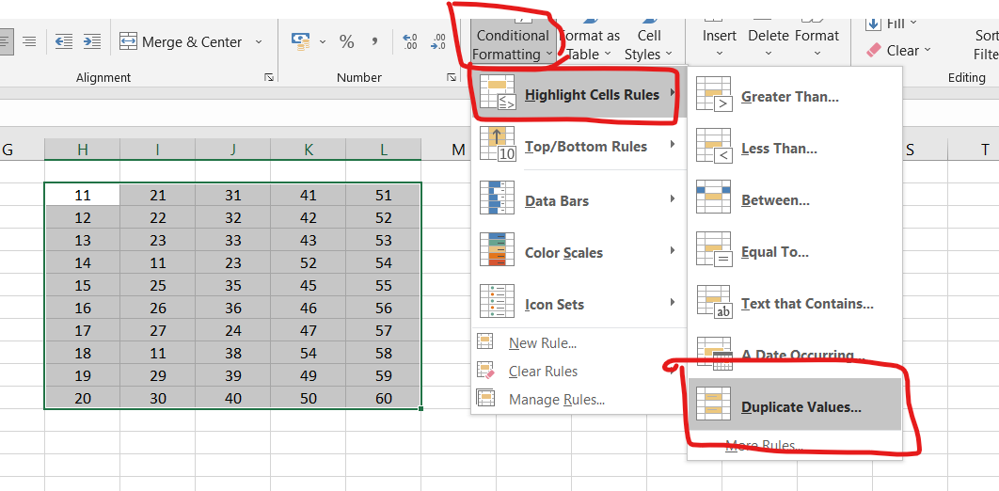 Conditional Formatting
Format as Table
Cell Styles
Insert
Delete
Format
Fill
Merge & Center
%
Clear
Sort
Filte
Alignment
Number
Editing
G H I J K L M S T
11 21 31 41 51
12 22 32 42 52
13 23 33 43 53
14 11 23 52 54
15 25 35 45 55
16 26 36 46 56
17 27 24 47 57
18 11 38 54 58
19 29 39 49 59
20 30 40 50 60
Highlight Cells Rules
Top/Bottom Rules
Data Bars
Color Scales
Icon Sets
New Rule...
Clear Rules
Manage Rules...
Greater Than...
Less Than...
Between...
Equal To...
Text that Contains...
A Date Occurring...
Duplicate Values...
More Rules...